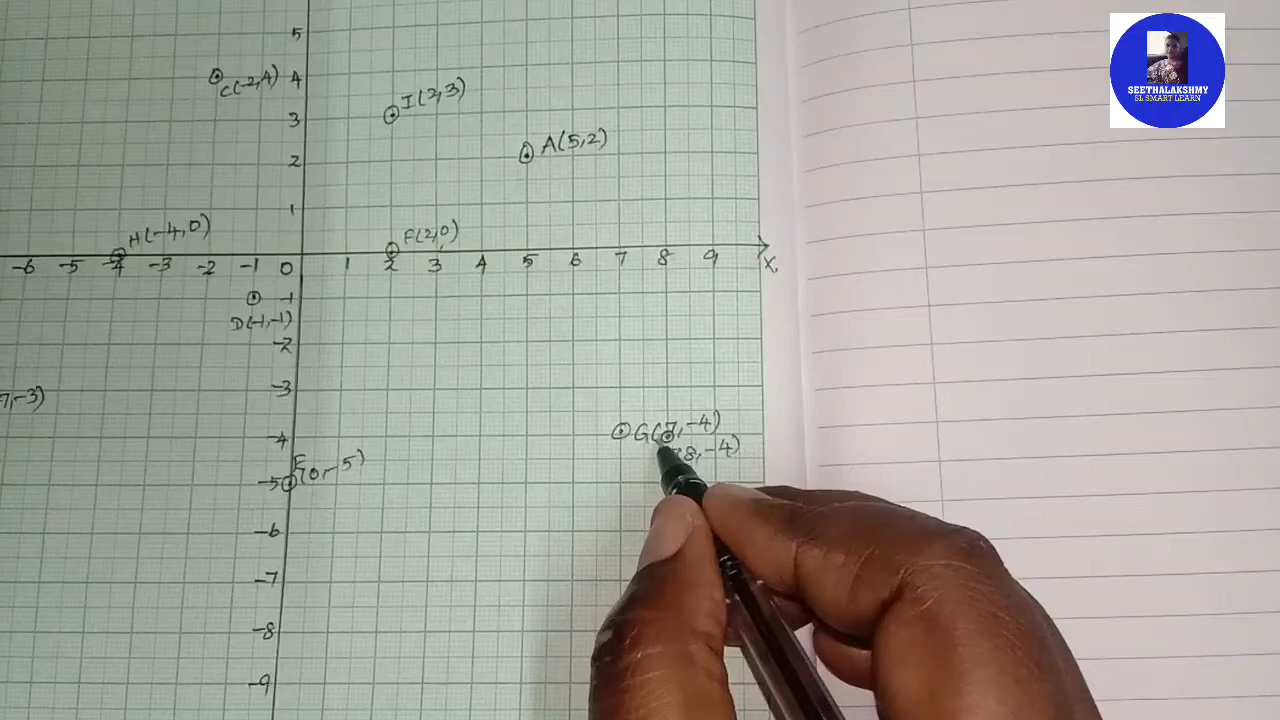 5
C(-2,4) 4
I(2,3)
3
A(5,2)
2
1
H(-4,0)
F(2,0)
-6 -5 -4 -3 -2 -1 0 1 2 3 4 5 6 7 8 9 X
-1
D(-1,-1)
-2
-3
7,-3)
-4
G(7,-4)
8,-4)
E(0,-5)
-5
-6
-7
-8
-9
SEETHALAKSHMY
SL SMART LEARN